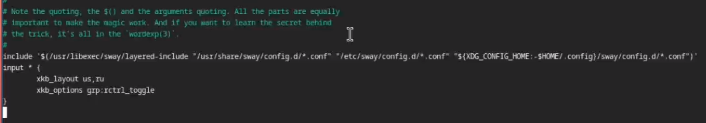 #
# Note the quoting, the $() and the arguments quoting. All the parts are equally
# important to make the magic work. And if you want to learn the secret behind
# the trick, it's all in the `wordexp(3)`.
#
include '$(/usr/libexec/sway/layered-include "/usr/share/sway/config.d/*.conf" "/etc/sway/config.d/*.conf" "${XDG_CONFIG_HOME:-$HOME/.config}/sway/config.d/*.conf")'
input * {
xkb_layout us,ru
xkb_options grp:rctrl_toggle
}